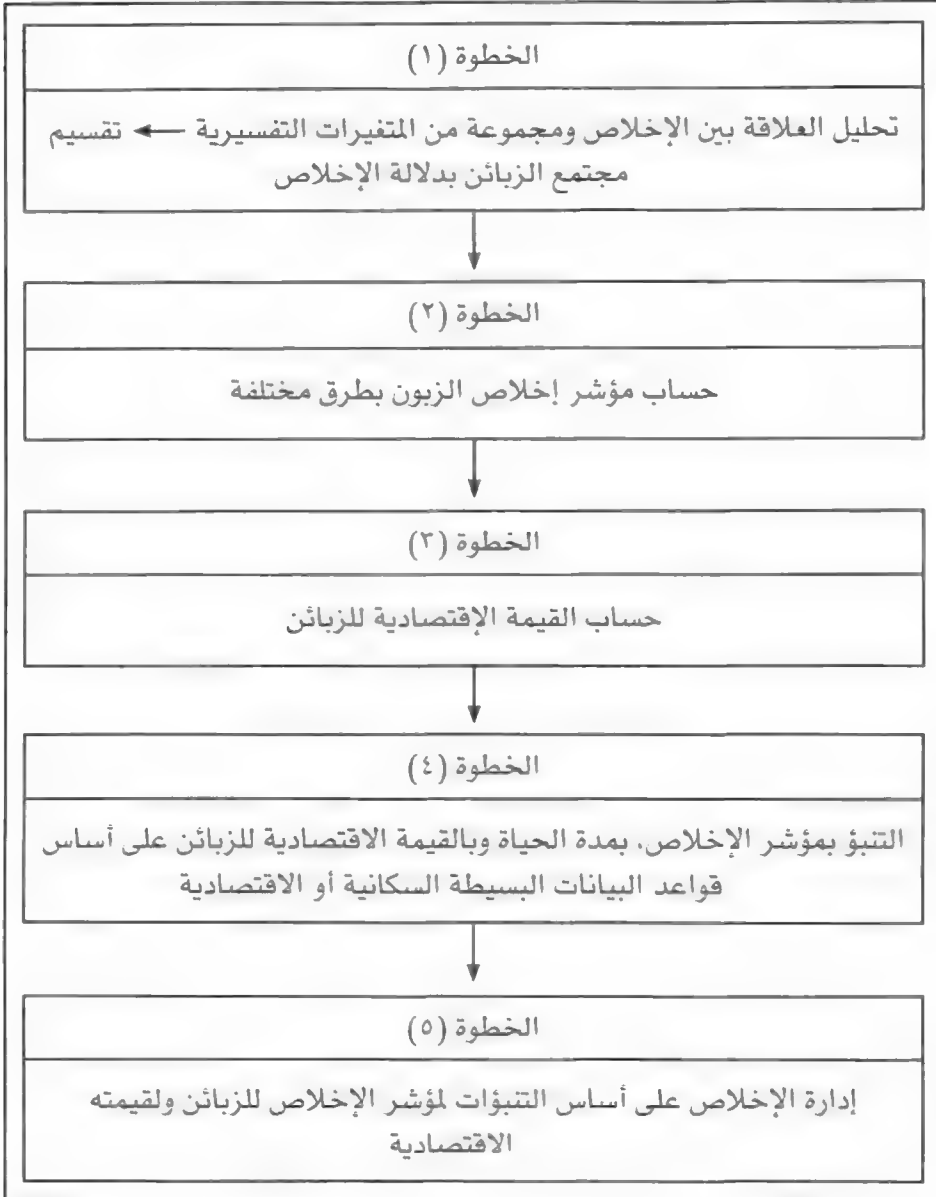 الخطوة (١)
تحليل العلاقة بين الإخلاص ومجموعة من المتغيرات التفسيرية ← تقسيم
مجتمع الزبائن بدلالة الإخلاص
الخطوة (٢)
حساب مؤشر إخلاص الزبون بطرق مختلفة
الخطوة (٣)
حساب القيمة الإقتصادية للزبائن
الخطوة (٤)
التنبؤ بمؤشر الإخلاص، بمدة الحياة وبالقيمة الاقتصادية للزبائن على أساس
قواعد البيانات البسيطة السكانية أو الاقتصادية
الخطوة (٥)
إدارة الإخلاص على أساس التنبؤات لمؤشر الإخلاص للزبائن ولقيمته
الاقتصادية